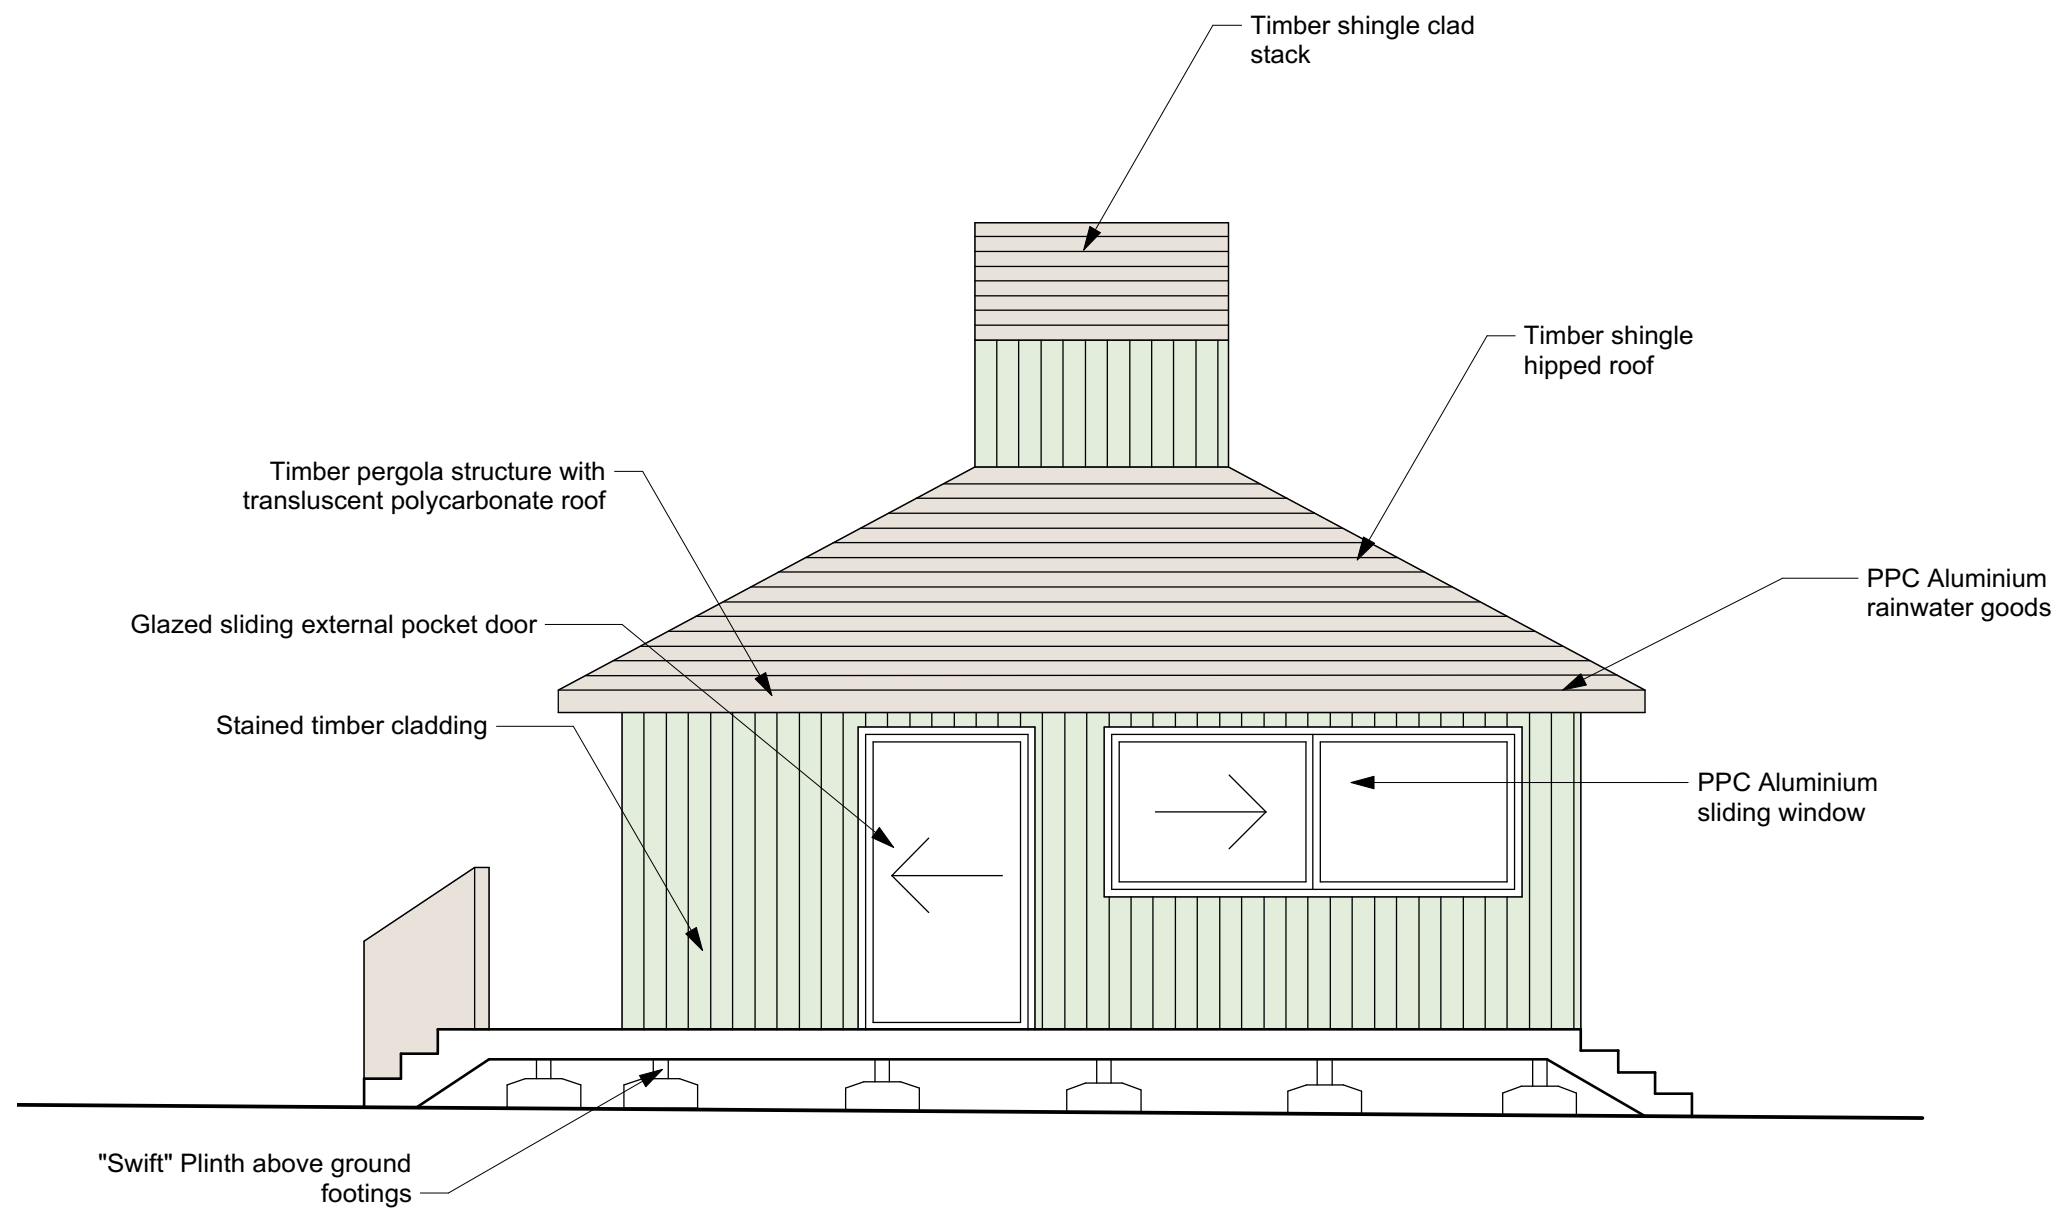 Timber shingle clad
stack
Timber shingle
hipped roof
Timber pergola structure with
transluscent polycarbonate roof
PPC Aluminium
rainwater goods
Glazed sliding external pocket door
Stained timber cladding
PPC Aluminium
sliding window
"Swift" Plinth above ground
footings